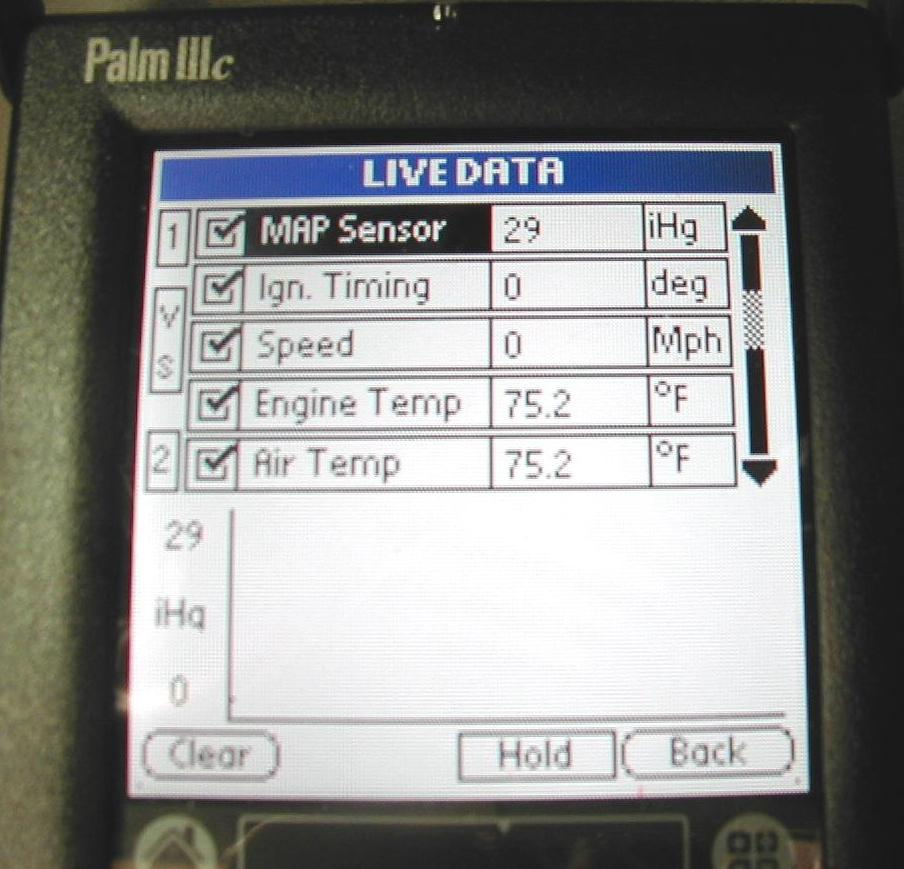 Palm IIIc
LIVE DATA
1 MAP Sensor 29 iHg
Ign. Timing 0 deg
V
Speed 0 Mph
S
Engine Temp 75.2 °F
2 Air Temp 75.2 °F
29
iHg
0
Clear Hold Back